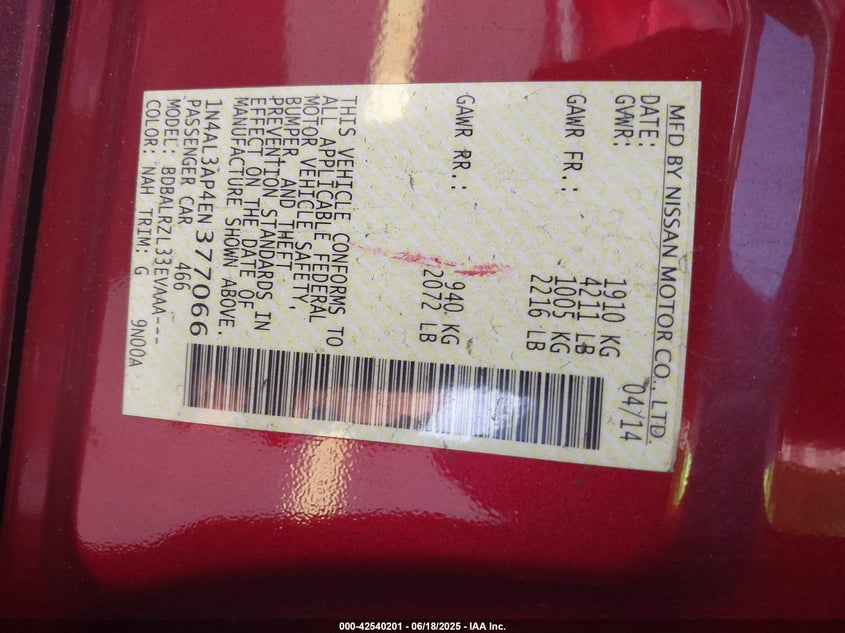 MFD BY NISSAN MOTOR CO., LTD.
DATE: 04/14
GVWR: 1910 KG
4211 LB
GAWR FR.: 1005 KG
2216 LB
GAWR RR.: 940 KG
2072 LB
THIS VEHICLE CONFORMS TO
ALL APPLICABLE FEDERAL
MOTOR VEHICLE SAFETY,
BUMPER, AND THEFT
PREVENTION STANDARDS IN
EFFECT ON THE DATE OF
MANUFACTURE SHOWN ABOVE.
1N4AL3AP4EN377066
PASSENGER CAR 466
MODEL: BDBALRZL33EVAAA---
COLOR: NAH TRIM: G 9N00A
000-42540201 - 06/18/2025 - IAA Inc.